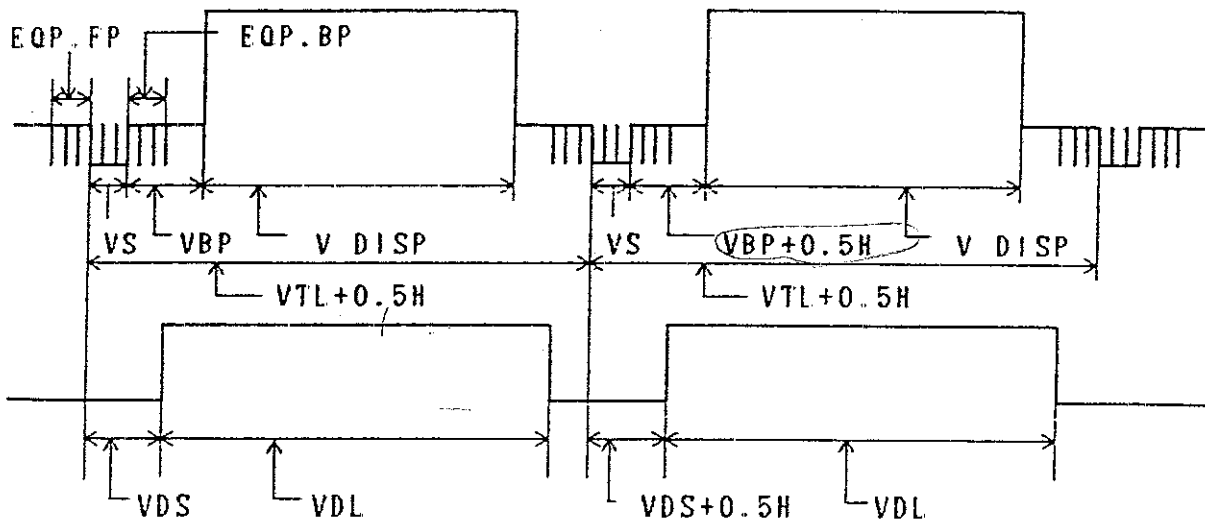 EQP.FP EQP.BP
VS VBP V DISP VS VBP+0.5H V DISP
VTL+0.5H VTL+0.5H
VDS VDL VDS+0.5H VDL